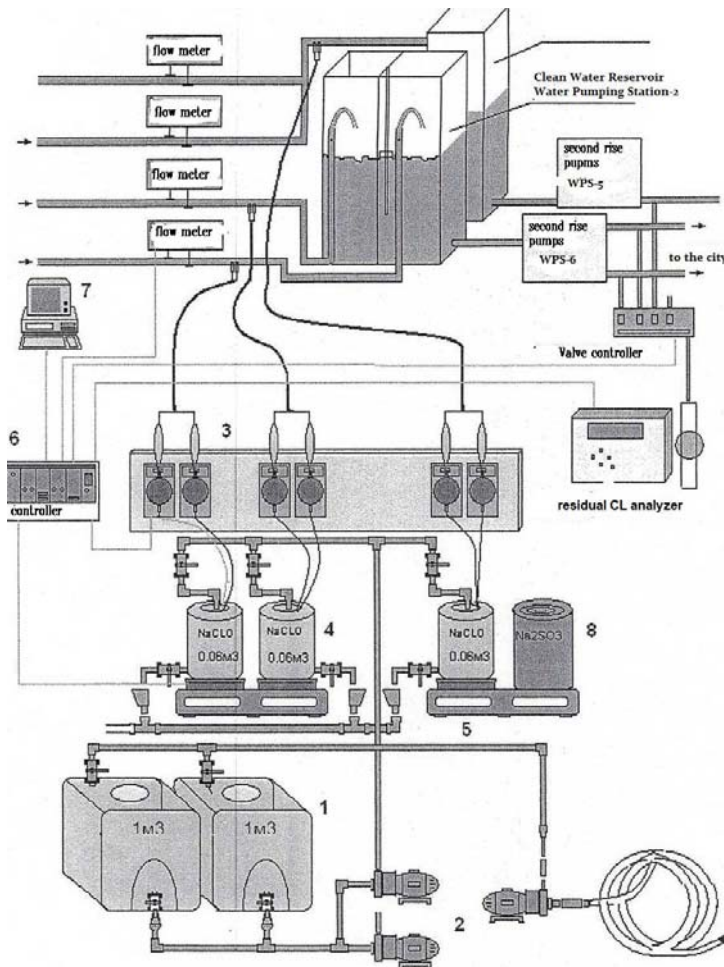 flow meter
flow meter
flow meter
flow meter
Clean Water Reservoir
Water Pumping Station-2
second rise
pupms
WPS-5
second rise
pumps
WPS-6
to the city
7
Valve controller
6
3
controller
residual CL analyzer
NaCLO
0.06м3
NaCLO
0.06м3
4
NaCLO
0.06м3
Na2SO3
8
5
1м3
1м3
1
2